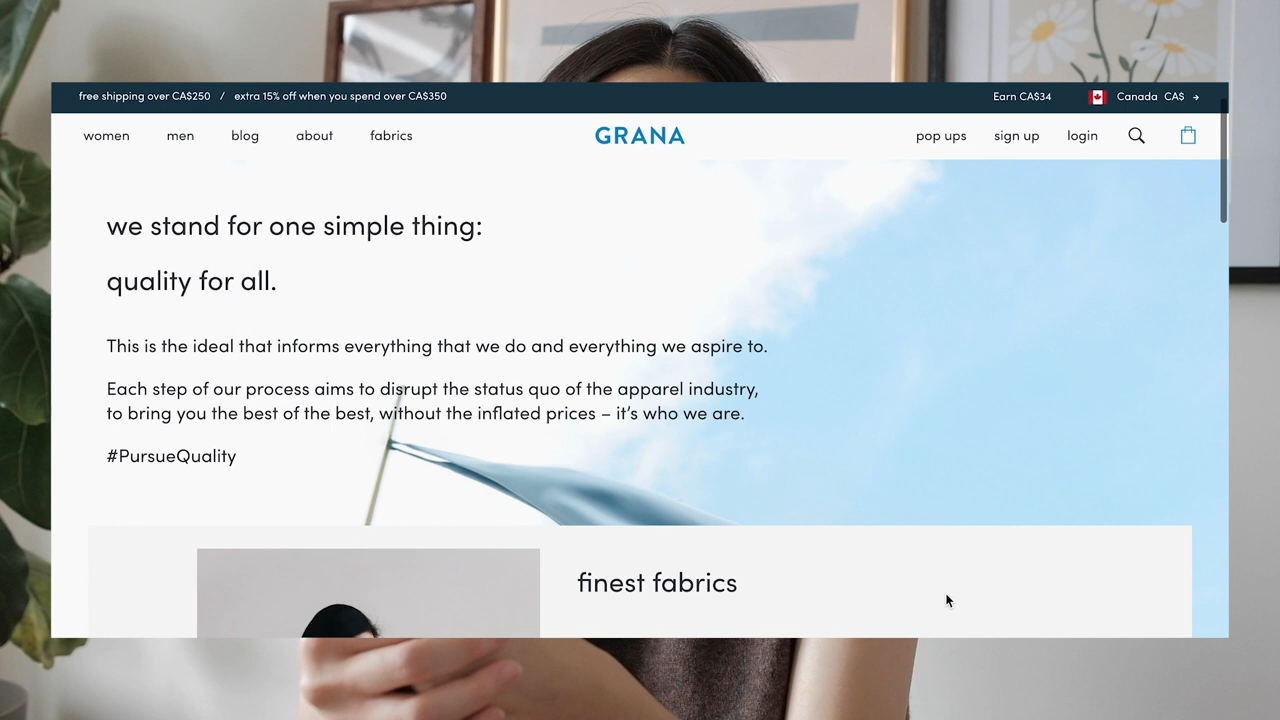 free shipping over CA$250 / extra 15% off when you spend over CA$350
Earn CA$34
Canada CA$ →
women
men
blog
about
fabrics
GRANA
pop ups
sign up
login
we stand for one simple thing:
quality for all.
This is the ideal that informs everything that we do and everything we aspire to.
Each step of our process aims to disrupt the status quo of the apparel industry,
to bring you the best of the best, without the inflated prices – it’s who we are.
#PursueQuality
finest fabrics